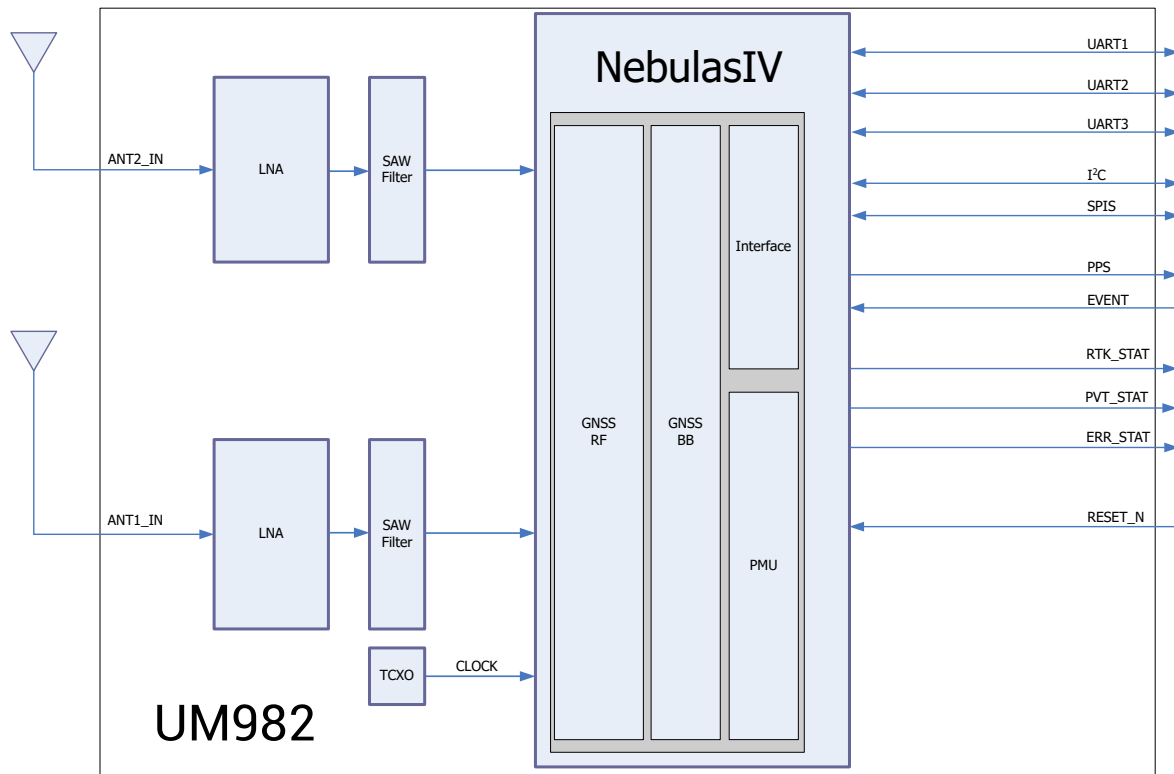 NebulasIV
UART1
UART2
UART3
I²C
SPIS
PPS
EVENT
RTK_STAT
PVT_STAT
ERR_STAT
RESET_N
ANT2_IN
LNA
SAW
Filter
Interface
GNSS
RF
GNSS
BB
PMU
ANT1_IN
LNA
SAW
Filter
TCXO
CLOCK
UM982